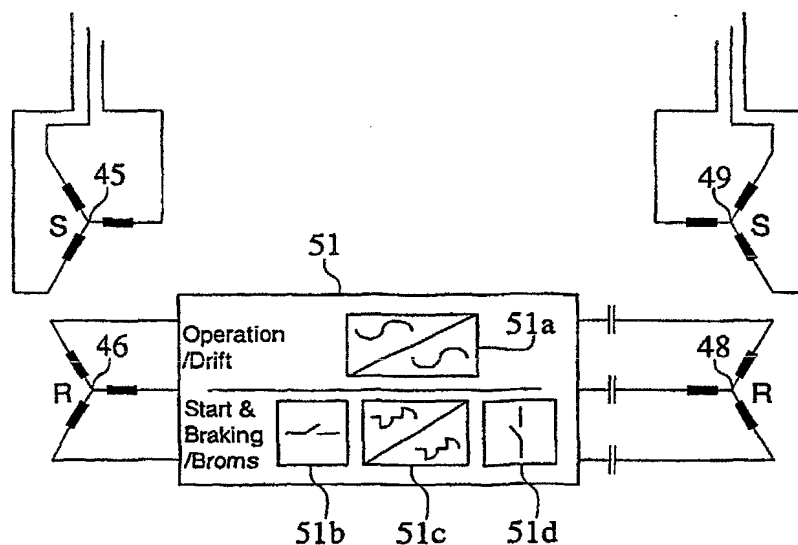 45
S
49
S
51
Operation
/Drift
51a
46
R
48
R
Start &
Braking
/Broms
51b
51c
51d